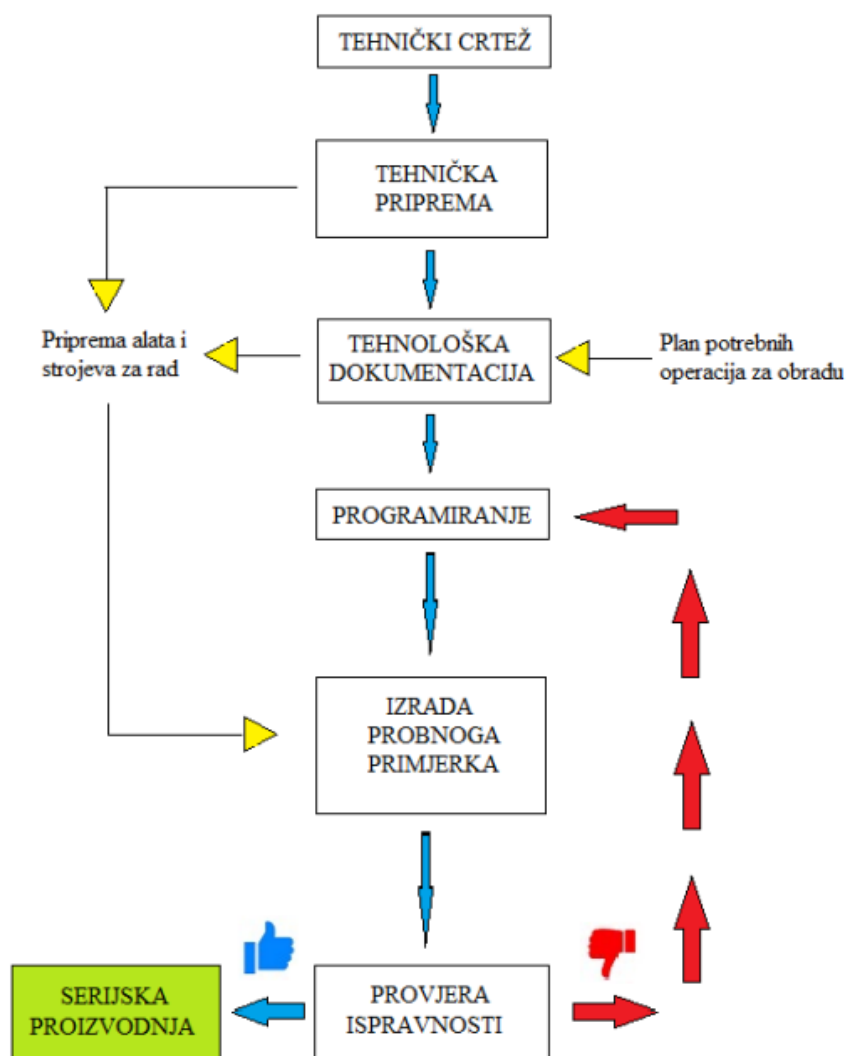 TEHNIČKI CRTEŽ
TEHNIČKA
PRIPREMA
Priprema alata i
strojeva za rad
TEHNOLOŠKA
DOKUMENTACIJA
Plan potrebnih
operacija za obradu
PROGRAMIRANJE
IZRADA
PROBNOGA
PRIMJERKA
SERIJSKA
PROIZVODNJA
PROVJERA
ISPRAVNOSTI